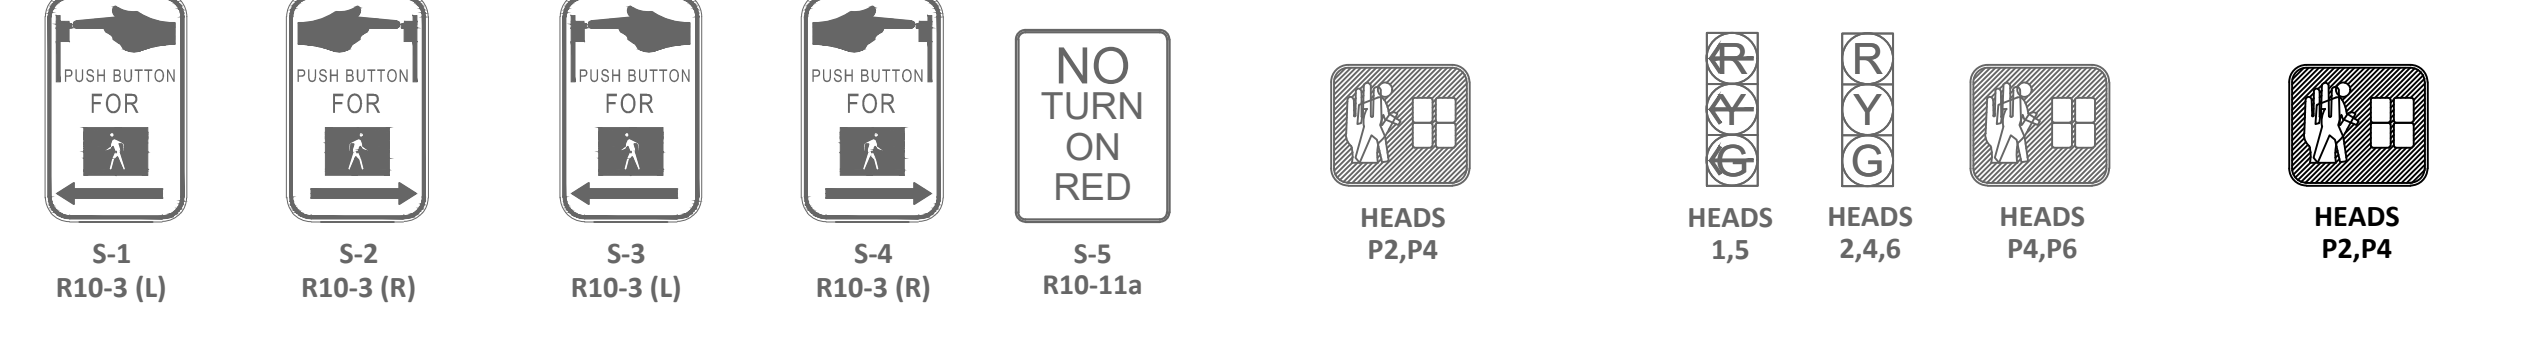 PUSH BUTTON
FOR
S-1
R10-3 (L)
PUSH BUTTON
FOR
S-2
R10-3 (R)
PUSH BUTTON
FOR
S-3
R10-3 (L)
PUSH BUTTON
FOR
S-4
R10-3 (R)
NO
TURN
ON
RED
S-5
R10-11a
HEADS
P2,P4
R
Y
G
HEADS
1,5
R
Y
G
HEADS
2,4,6
HEADS
P4,P6
HEADS
P2,P4